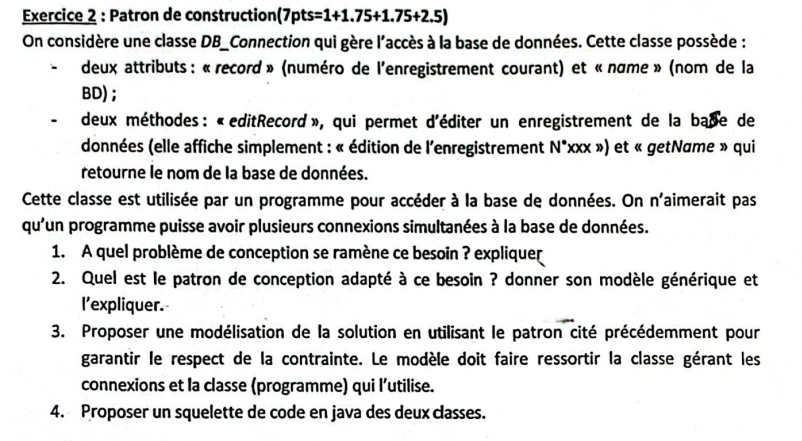 Exercice 2 : Patron de construction(7pts=1+1.75+1.75+2.5)
On considère une classe DB_Connection qui gère l'accès à la base de données. Cette classe possède :
- deux attributs : « record » (numéro de l'enregistrement courant) et « name » (nom de la
BD) ;
- deux méthodes : « editRecord », qui permet d'éditer un enregistrement de la base de
données (elle affiche simplement : « édition de l'enregistrement N°xxx ») et « getName » qui
retourne le nom de la base de données.
Cette classe est utilisée par un programme pour accéder à la base de données. On n'aimerait pas
qu'un programme puisse avoir plusieurs connexions simultanées à la base de données.
1. A quel problème de conception se ramène ce besoin ? expliquer
2. Quel est le patron de conception adapté à ce besoin ? donner son modèle générique et
l'expliquer.
3. Proposer une modélisation de la solution en utilisant le patron cité précédemment pour
garantir le respect de la contrainte. Le modèle doit faire ressortir la classe gérant les
connexions et la classe (programme) qui l'utilise.
4. Proposer un squelette de code en java des deux classes.